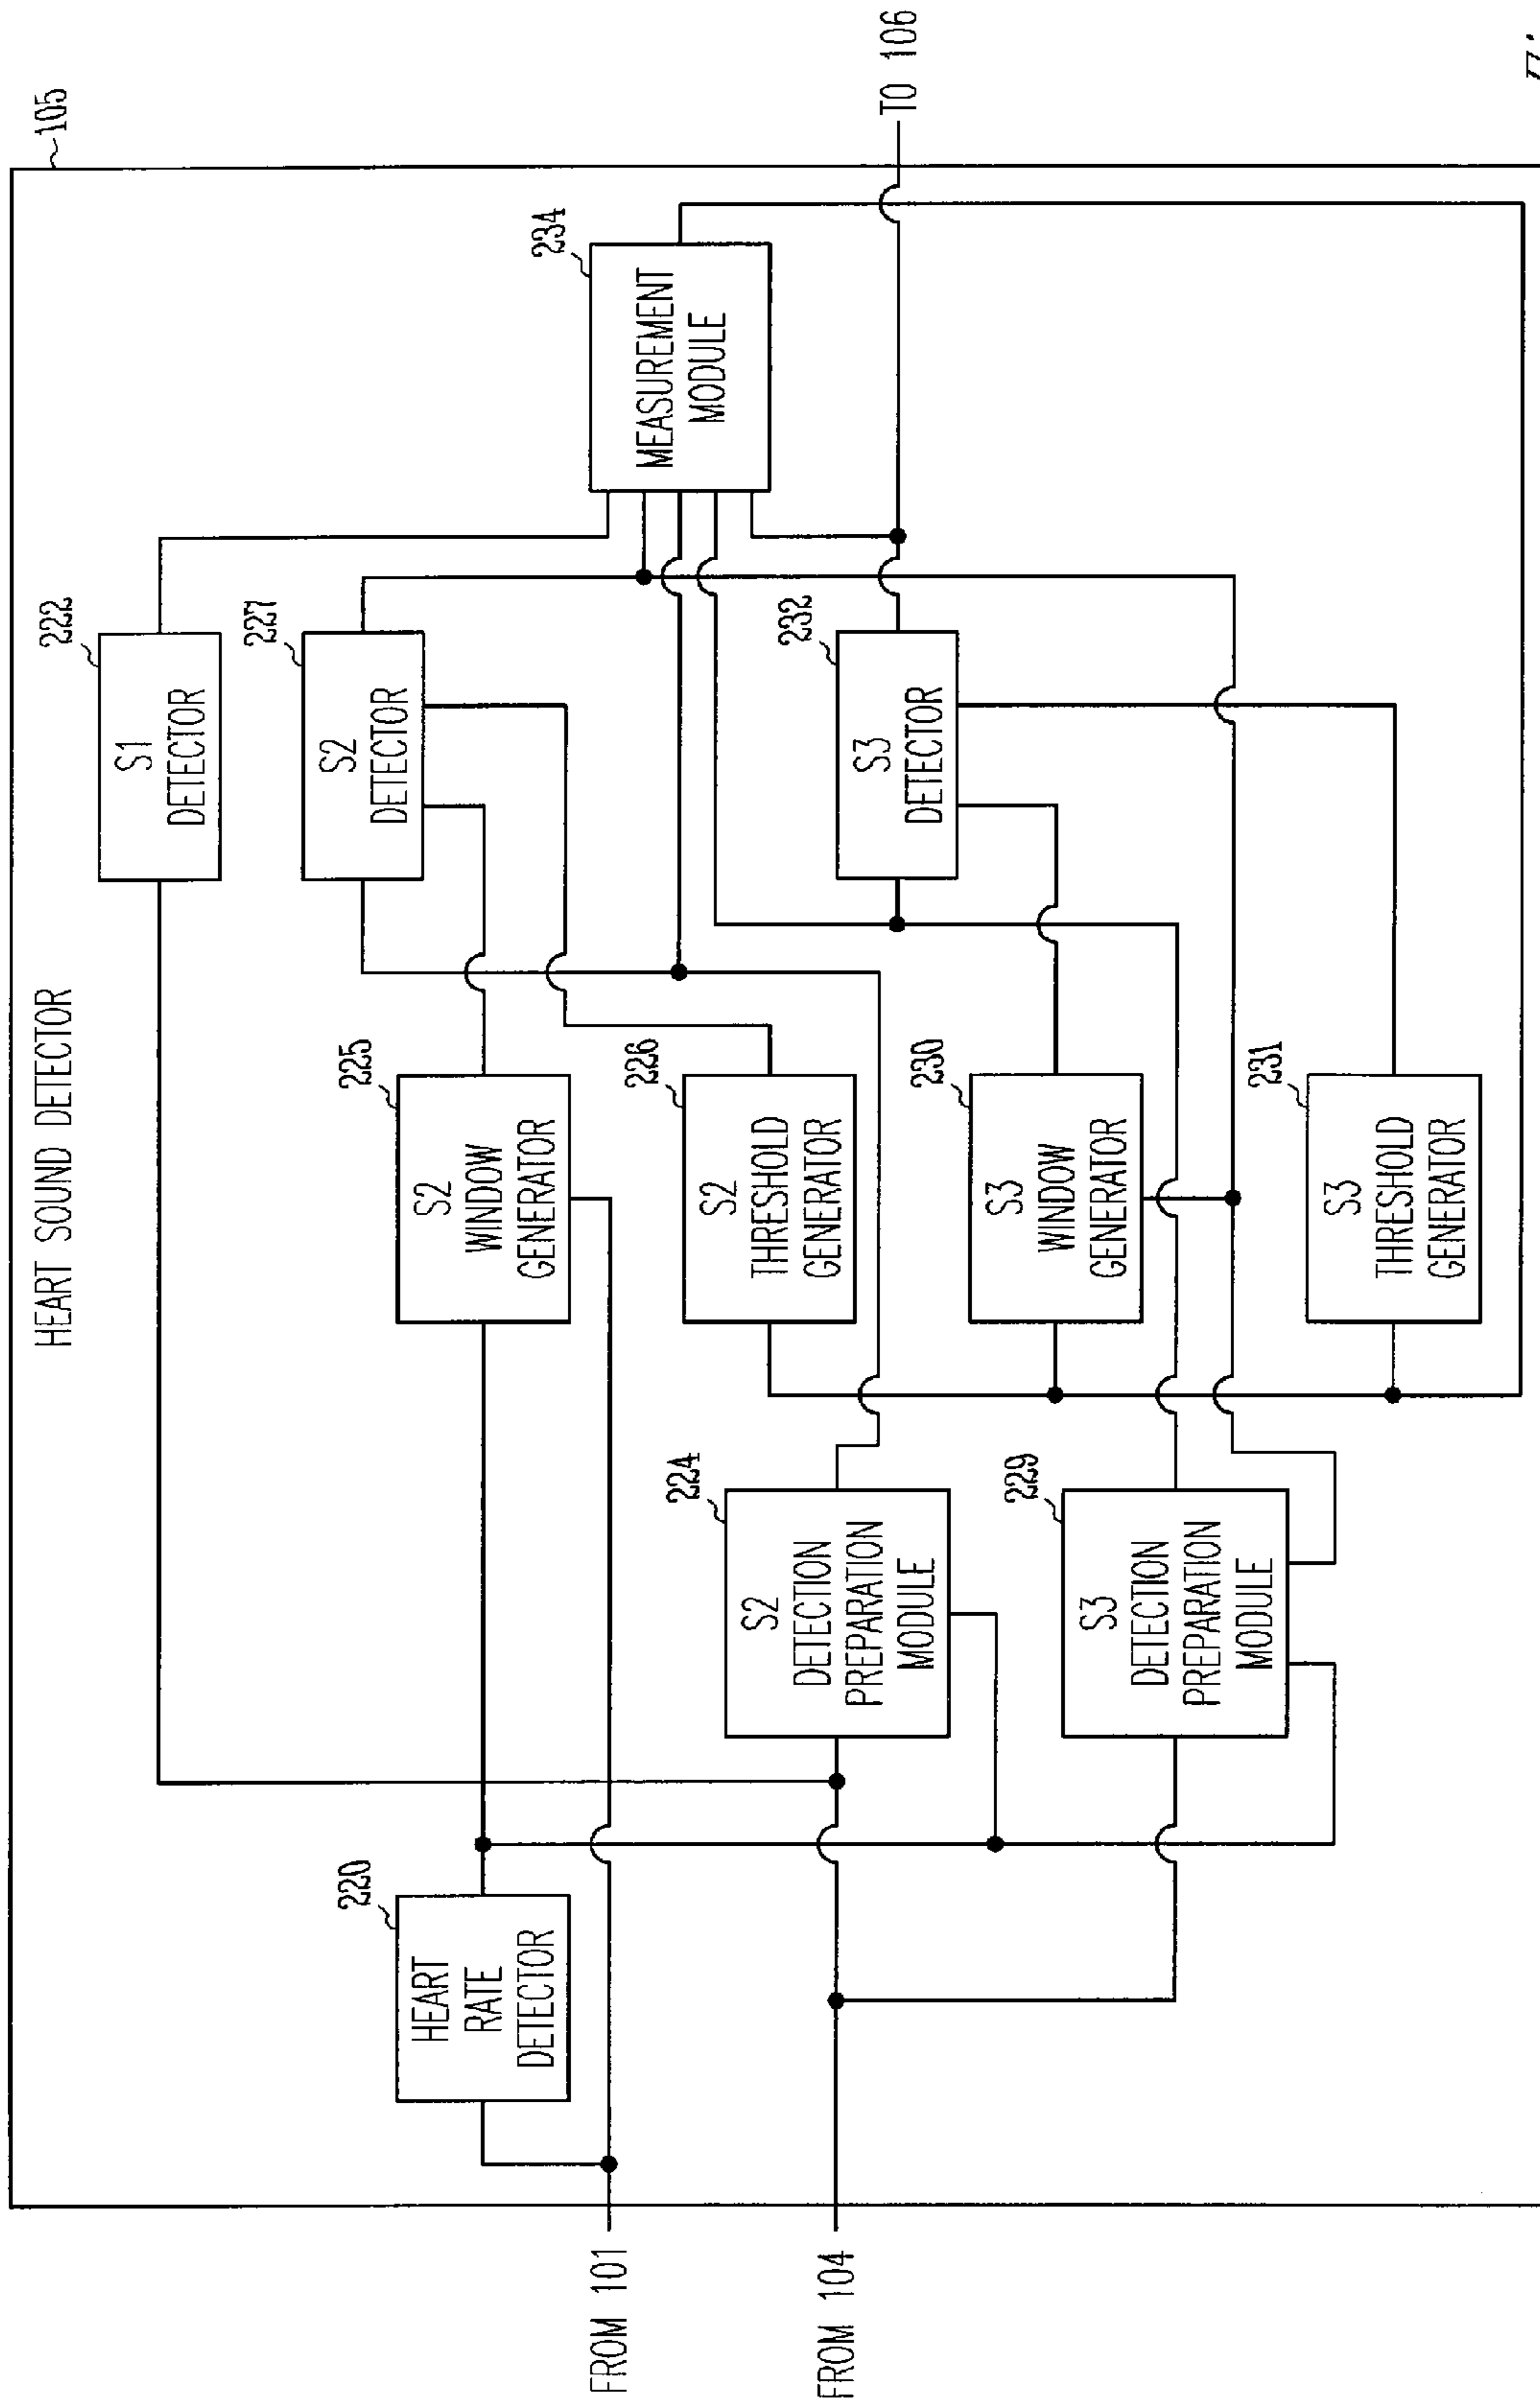 HEART SOUND DETECTOR
105
222
S1
DETECTOR
227
S2
DETECTOR
225
S2
WINDOW
GENERATOR
220
HEART
RATE
DETECTOR
FROM 101
234
MEASUREMENT
MODULE
226
S2
THRESHOLD
GENERATOR
224
S2
DETECTION
PREPARATION
MODULE
FROM 104
TO 106
232
S3
DETECTOR
230
S3
WINDOW
GENERATOR
229
S3
DETECTION
PREPARATION
MODULE
231
S3
THRESHOLD
GENERATOR